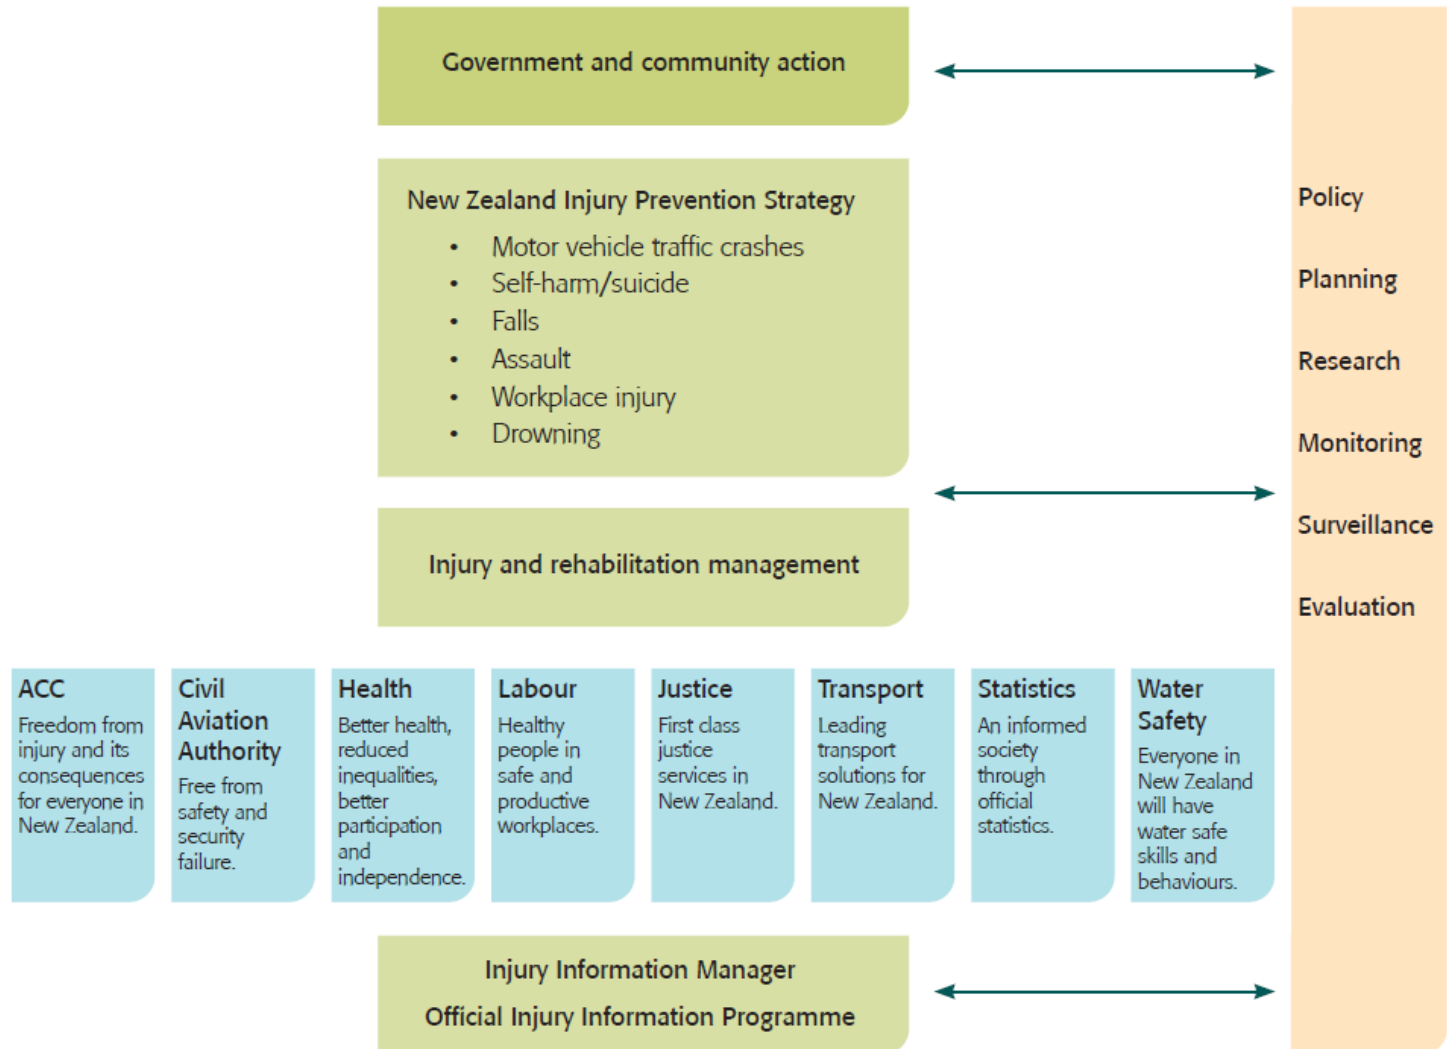 Government and community action
New Zealand Injury Prevention Strategy
• Motor vehicle traffic crashes
• Self-harm/suicide
• Falls
• Assault
• Workplace injury
• Drowning
Injury and rehabilitation management
Policy
Planning
Research
Monitoring
Surveillance
Evaluation
ACC
Freedom from
injury and its
consequences
for everyone in
New Zealand.
Civil
Aviation
Authority
Free from
safety and
security
failure.
Health
Better health,
reduced
inequalities,
better
participation
and
independence.
Labour
Healthy
people in
safe and
productive
workplaces.
Justice
First class
justice
services in
New Zealand.
Transport
Leading
transport
solutions for
New Zealand.
Statistics
An informed
society
through
official
statistics.
Water
Safety
Everyone in
New Zealand
will have
water safe
skills and
behaviours.
Injury Information Manager
Official Injury Information Programme